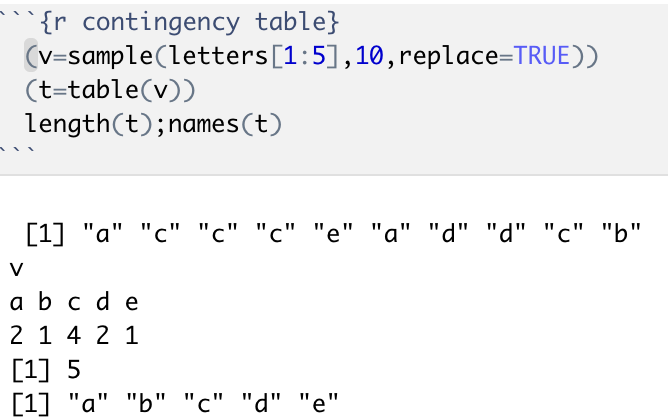 ```{r contingency table}
(v=sample(letters[1:5],10,replace=TRUE))
(t=table(v))
length(t);names(t)
```
[1] "a" "c" "c" "c" "e" "a" "d" "d" "c" "b"
v
a b c d e
2 1 4 2 1
[1] 5
[1] "a" "b" "c" "d" "e"